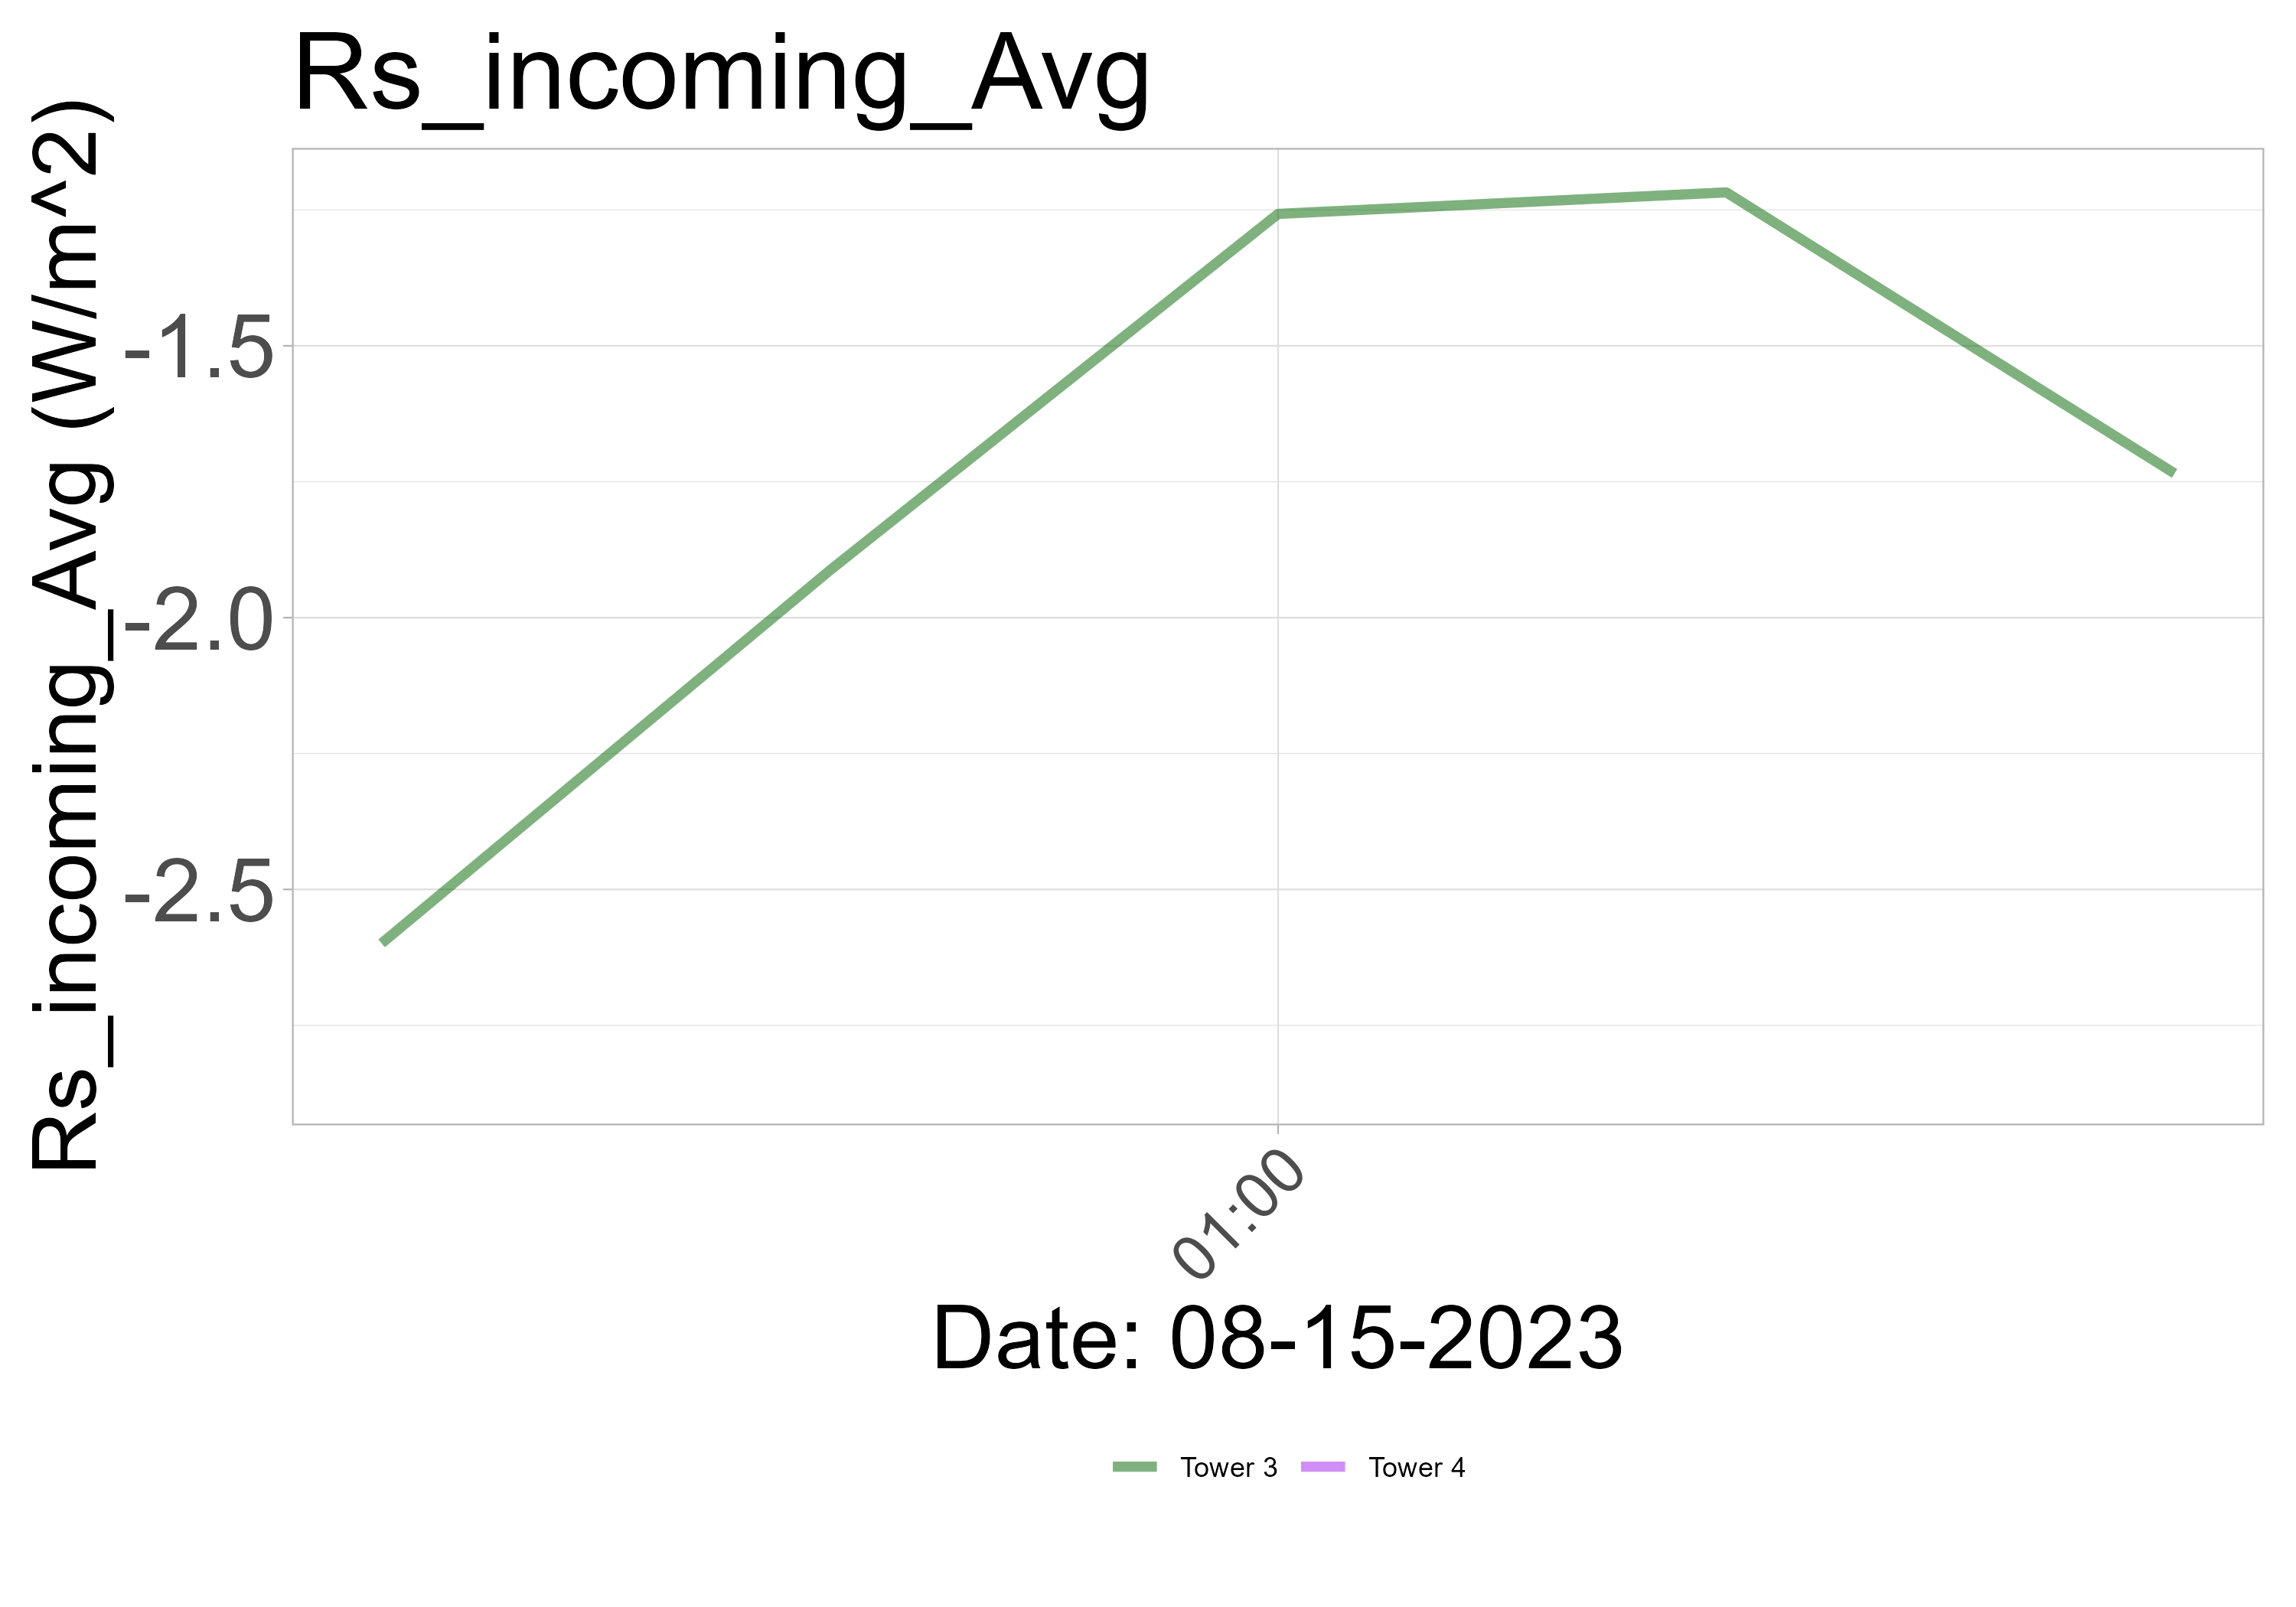 Rs_incoming_Avg
Rs_incoming_Avg (W/m^2)
-1.5
-2.0
-2.5
01:00
Date: 08-15-2023
Tower 3
Tower 4